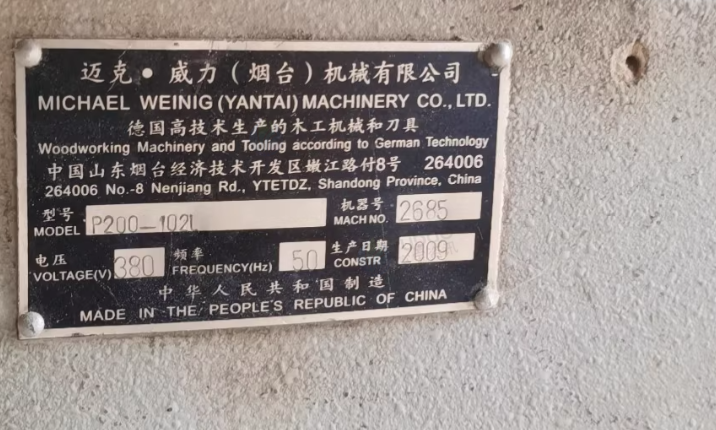 迈克·威力（烟台）机械有限公司
MICHAEL WEINIG (YANTAI) MACHINERY CO., LTD.
德国高技术生产的木工机械和刀具
Woodworking Machinery and Tooling according to German Technology
中国山东烟台经济技术开发区嫩江路付8号 264006
264006 No.-8 Nenjiang Rd., YTETDZ, Shandong Province, China
型号 机器号
MODEL P200-102L MACH NO. 2685
电压 频率 生产日期
VOLTAGE(V) 380 FREQUENCY(Hz) 50 CONSTR 2009
中华人民共和国制造
MADE IN THE PEOPLE'S REPUBLIC OF CHINA